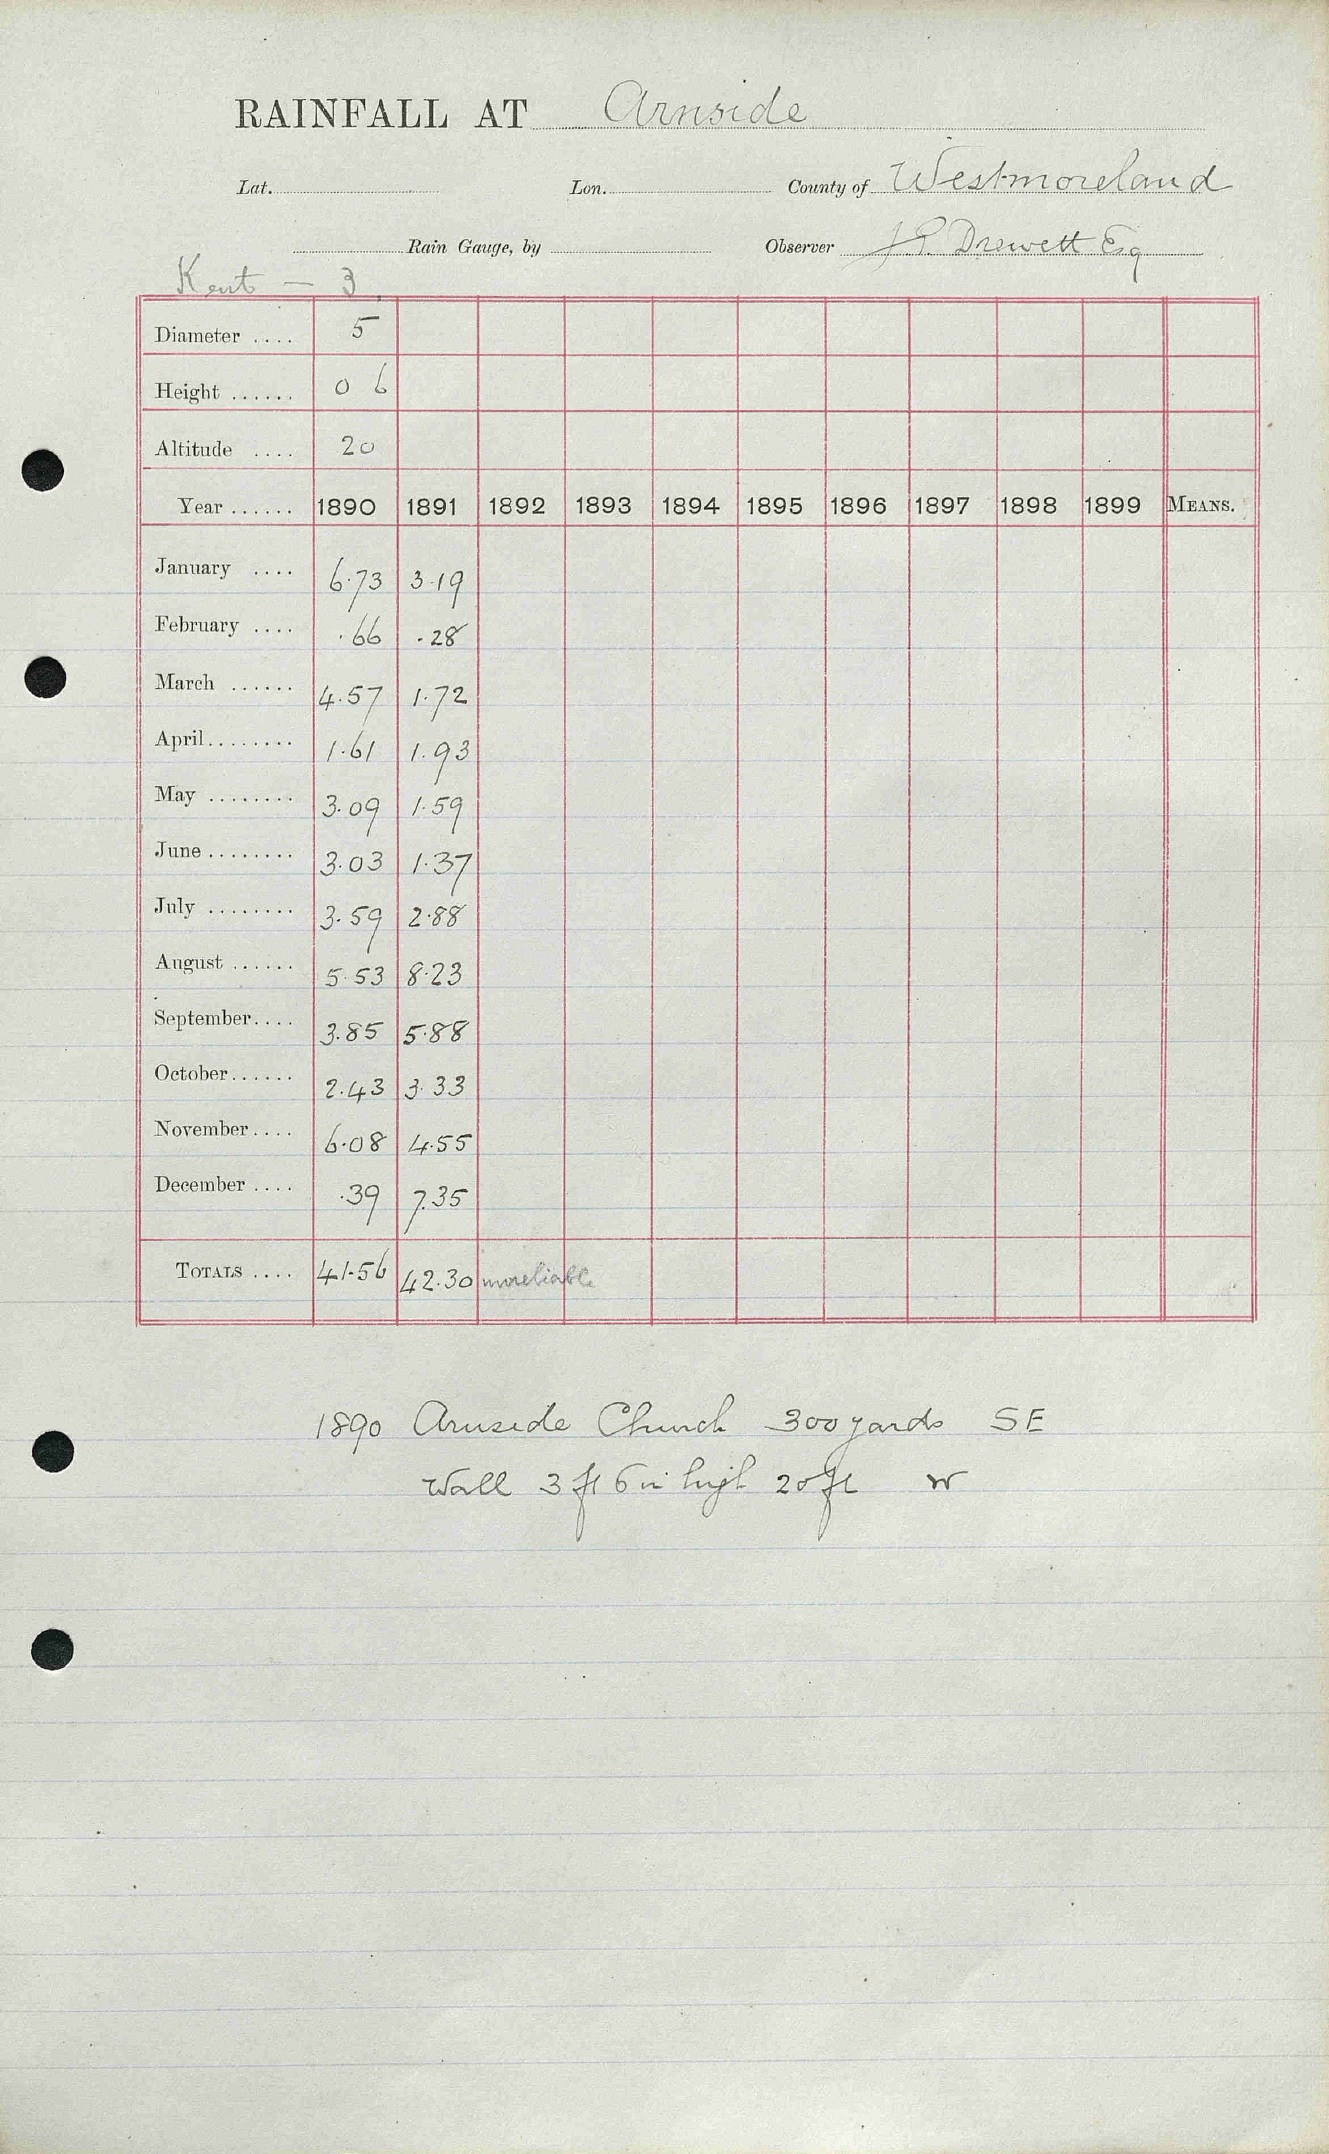 RAINFALL AT Arnside
Lat. Lon. County of Westmoreland
Rain Gauge, by Observer Drewett Esq
Kent — 3
Diameter .... 5
Height ...... 0 6
Altitude .... 20
Year ...... 1890 1891 1892 1893 1894 1895 1896 1897 1898 1899 MEANS.
January .... 6.73 3.19
February .... .66 .28
March ...... 4.57 1.72
April........ 1.61 1.93
May ........ 3.09 1.59
June ........ 3.03 1.37
July ........ 3.59 2.88
August ...... 5.53 8.23
September.... 3.85 5.88
October...... 2.43 3.33
November.... 6.08 4.55
December .... .39 7.35
TOTALS .... 41.56 42.30 unreliable
1890 Arnside Church 300 yards SE
Wall 3 ft 6 in high 20 ft W